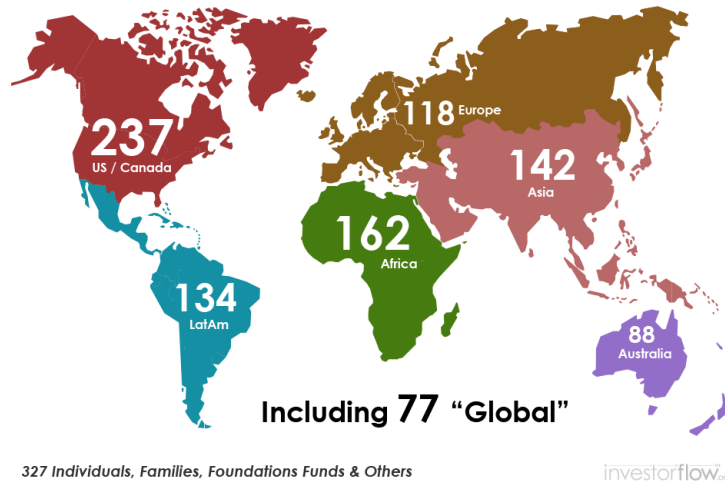 237
US / Canada
118 Europe
142
Asia
162
Africa
134
LatAm
88
Australia
Including 77 “Global”
327 Individuals, Families, Foundations Funds & Others
investorflow